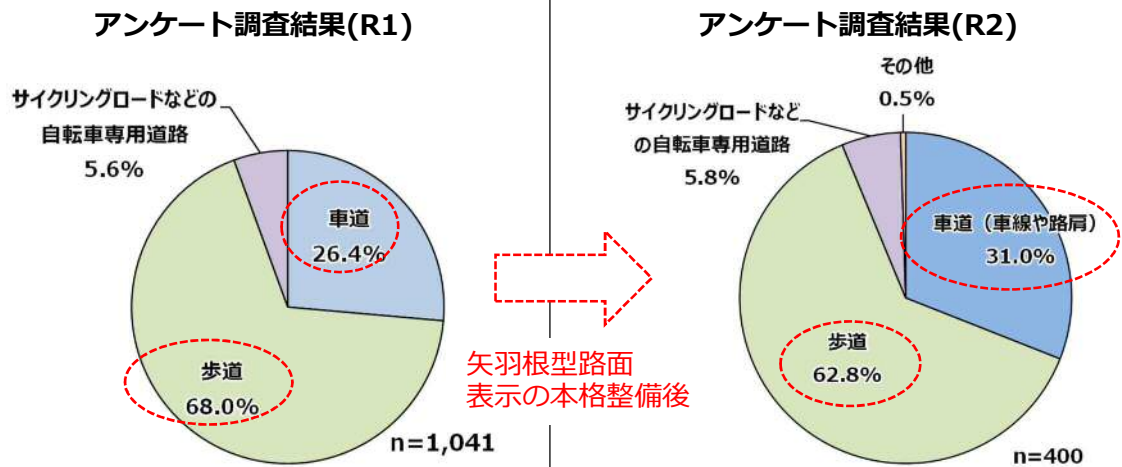 アンケート調査結果(R1)
サイクリングロードなどの
自転車専用道路
5.6%
車道
26.4%
歩道
68.0%
n=1,041
矢羽根型路面
表示の本格整備後
アンケート調査結果(R2)
その他
0.5%
サイクリングロードなど
の自転車専用道路
5.8%
車道（車線や路肩）
31.0%
歩道
62.8%
n=400